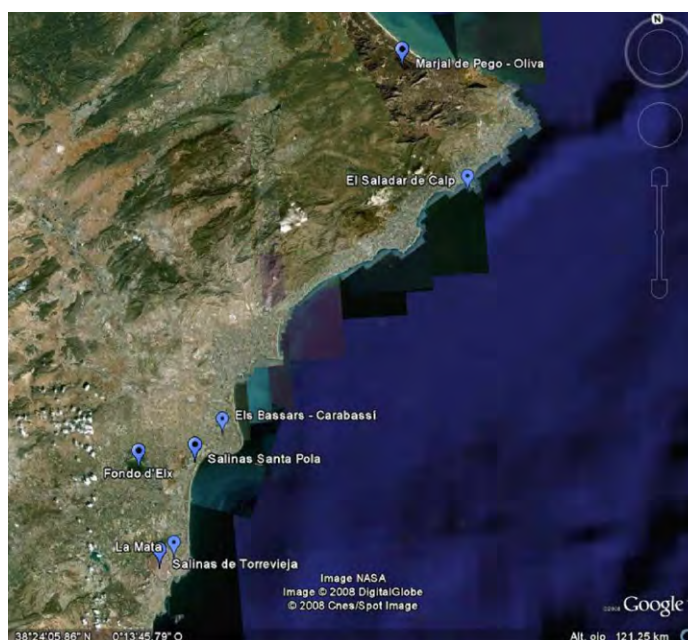 N
Marjal de Pego - Oliva
El Saladar de Calp
Els Bassars - Carabassí
Salinas Santa Pola
Fondo d'Elx
La Mata
Salinas de Torrevieja
Image NASA
Image © 2008 DigitalGlobe
© 2008 Cnes/Spot Image
Google
38°24'05.86" N 0°13'45.79" O
Alt. ojo 121.25 km